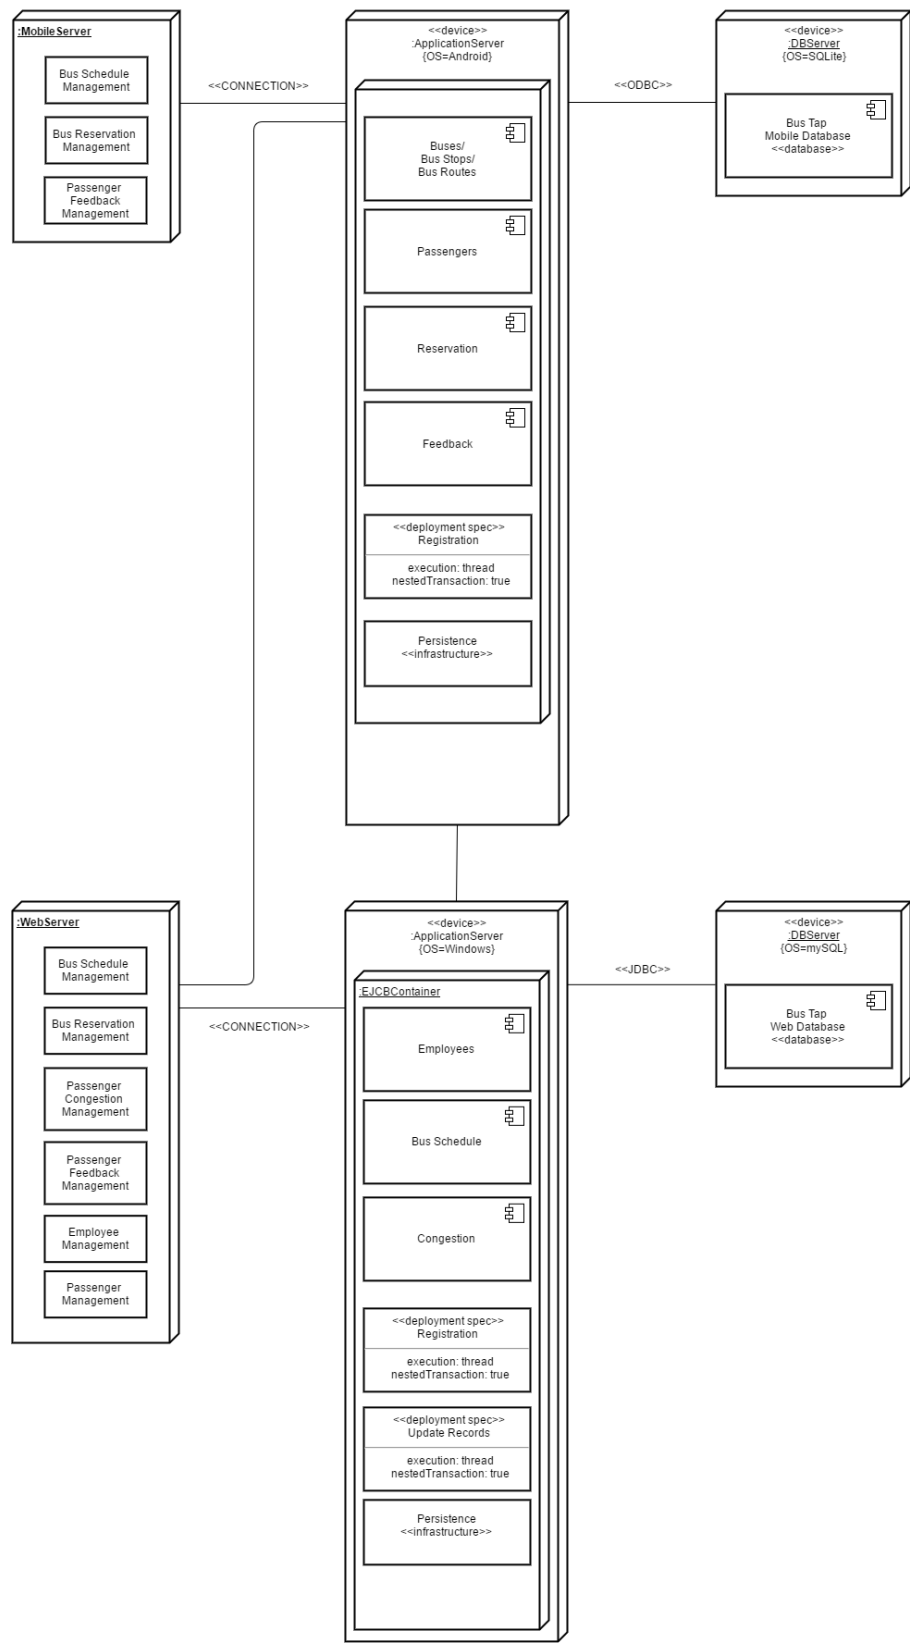 :MobileServer
Bus Schedule
Management
Bus Reservation
Management
Passenger
Feedback
Management
<<CONNECTION>>
<<device>>
:ApplicationServer
{OS=Android}
Buses/
Bus Stops/
Bus Routes
Passengers
Reservation
Feedback
<<deployment spec>>
Registration
execution: thread
nestedTransaction: true
Persistence
<<infrastructure>>
<<ODBC>>
<<device>>
:DBServer
{OS=SQLite}
Bus Tap
Mobile Database
<<database>>
:WebServer
Bus Schedule
Management
Bus Reservation
Management
Passenger
Congestion
Management
Passenger
Feedback
Management
Employee
Management
Passenger
Management
<<CONNECTION>>
<<device>>
:ApplicationServer
{OS=Windows}
:EJCBContainer
Employees
Bus Schedule
Congestion
<<deployment spec>>
Registration
execution: thread
nestedTransaction: true
<<deployment spec>>
Update Records
execution: thread
nestedTransaction: true
Persistence
<<infrastructure>>
<<JDBC>>
<<device>>
:DBServer
{OS=mySQL}
Bus Tap
Web Database
<<database>>